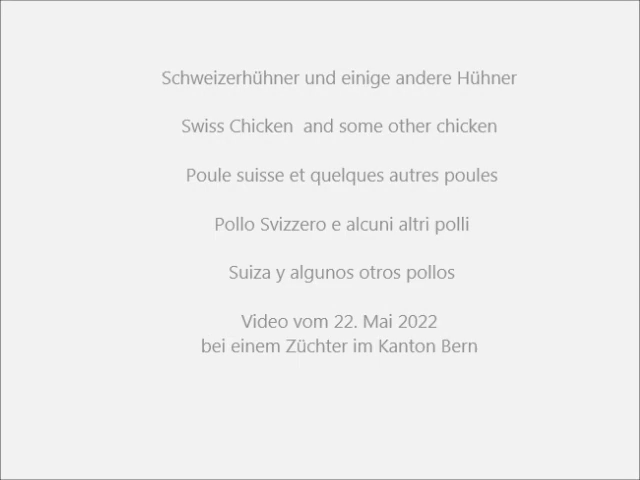 Schweizerhühner und einige andere Hühner
Swiss Chicken  and some other chicken
Poule suisse et quelques autres poules
Pollo Svizzero e alcuni altri polli
Suiza y algunos otros pollos
Video vom 22. Mai 2022
bei einem Züchter im Kanton Bern